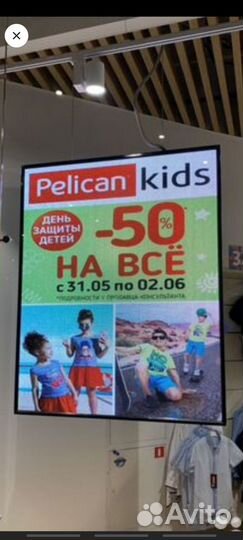 Pelican kids
ДЕНЬ
ЗАЩИТЫ
ДЕТЕЙ
-50%
НА ВСЁ
с 31.05 по 02.06
*ПОДРОБНОСТИ У ПРОДАВЦА-КОНСУЛЬТАНТА
Avito